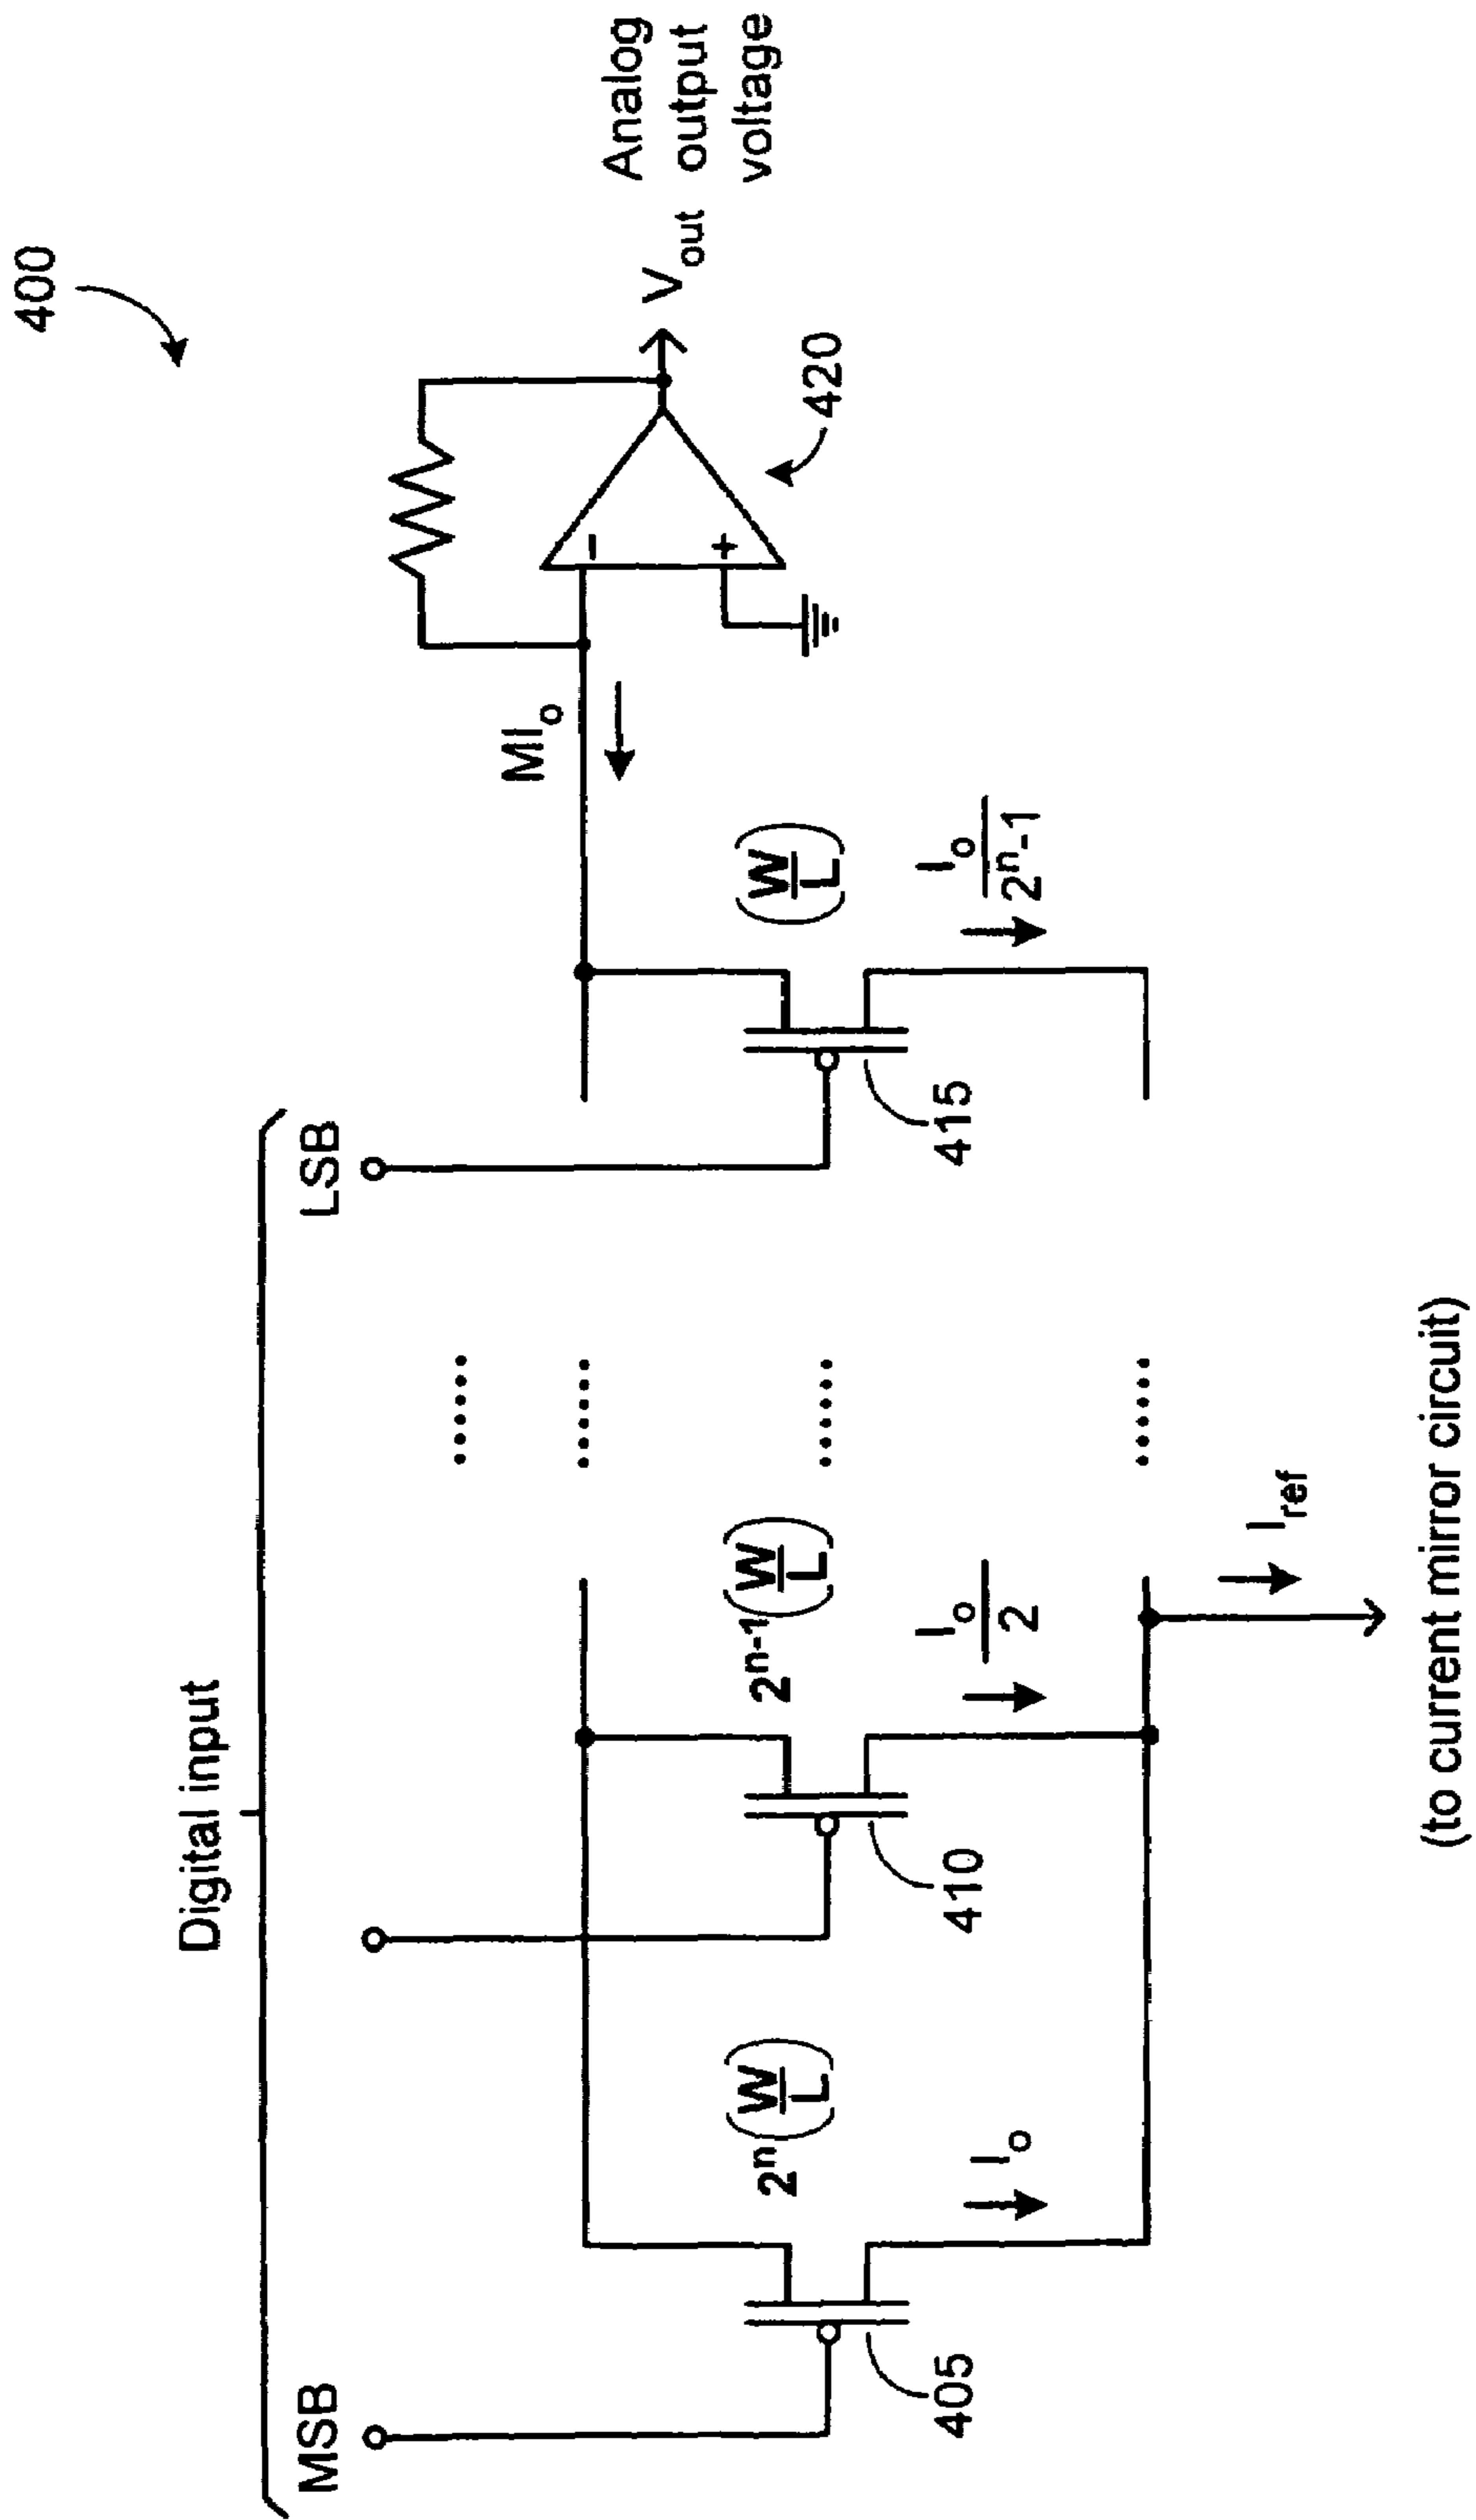 400
Digital input
MSB
LSB
MI_o
V_out
Analog
output
voltage
2^n (W/L)
2^n-1 (W/L)
(W/L)
I_o
I_o/2
I_o/2^n-1
405
410
415
420
-
+
I_ref
(to current mirror circuit)